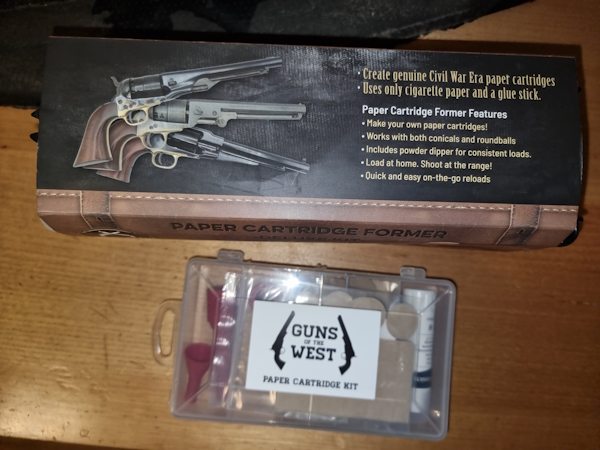 • Create genuine Civil War Era paper cartridges
• Uses only cigarette paper and a glue stick.
Paper Cartridge Former Features
• Make your own paper cartridges!
• Works with both conicals and roundballs
• Includes powder dipper for consistent loads.
• Load at home. Shoot at the range!
• Quick and easy on-the-go reloads
PAPER CARTRIDGE FORMER
GUNS
OF THE
WEST
PAPER CARTRIDGE KIT